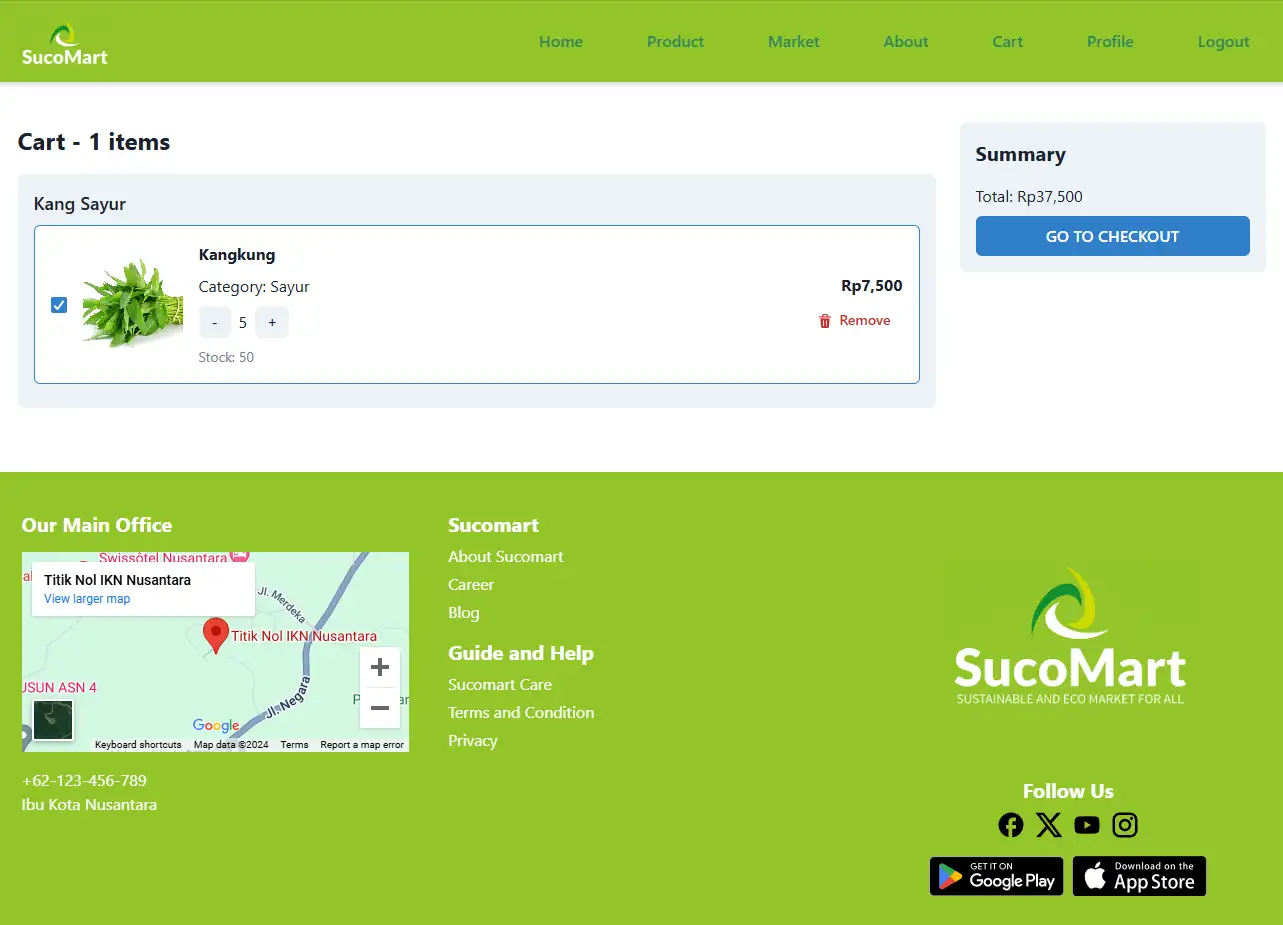 SucoMart
Home
Product
Market
About
Cart
Profile
Logout
Cart - 1 items
Kang Sayur
Kangkung
Category: Sayur
- 5 +
Stock: 50
Rp7,500
Remove
Summary
Total: Rp37,500
GO TO CHECKOUT
Our Main Office
Swissôtel Nusantara
Titik Nol IKN Nusantara
View larger map
Jl. Merdeka
Titik Nol IKN Nusantara
USUN ASN 4
Jl. Negara
Google
Keyboard shortcuts
Map data ©2024
Terms
Report a map error
+62-123-456-789
Ibu Kota Nusantara
Sucomart
About Sucomart
Career
Blog
Guide and Help
Sucomart Care
Terms and Condition
Privacy
SucoMart
SUSTAINABLE AND ECO MARKET FOR ALL
Follow Us
GET IT ON
Google Play
Download on the
App Store